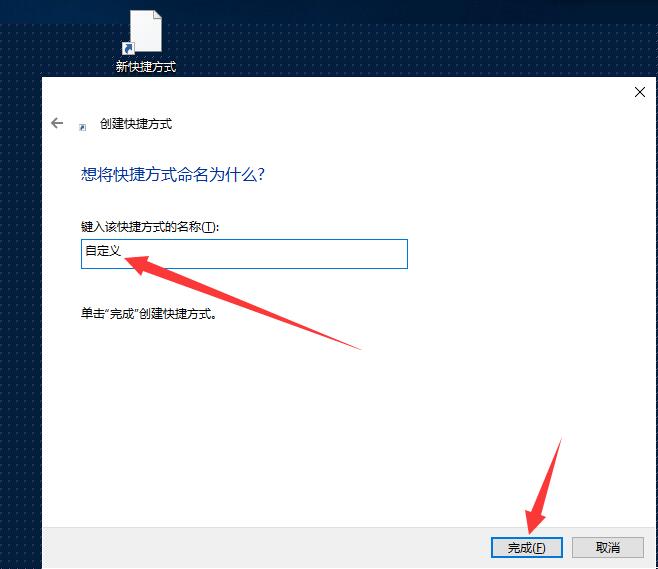 新快捷方式
创建快捷方式
想将快捷方式命名为什么?
键入该快捷方式的名称(T):
自定义
单击“完成”创建快捷方式。
完成(F)
取消